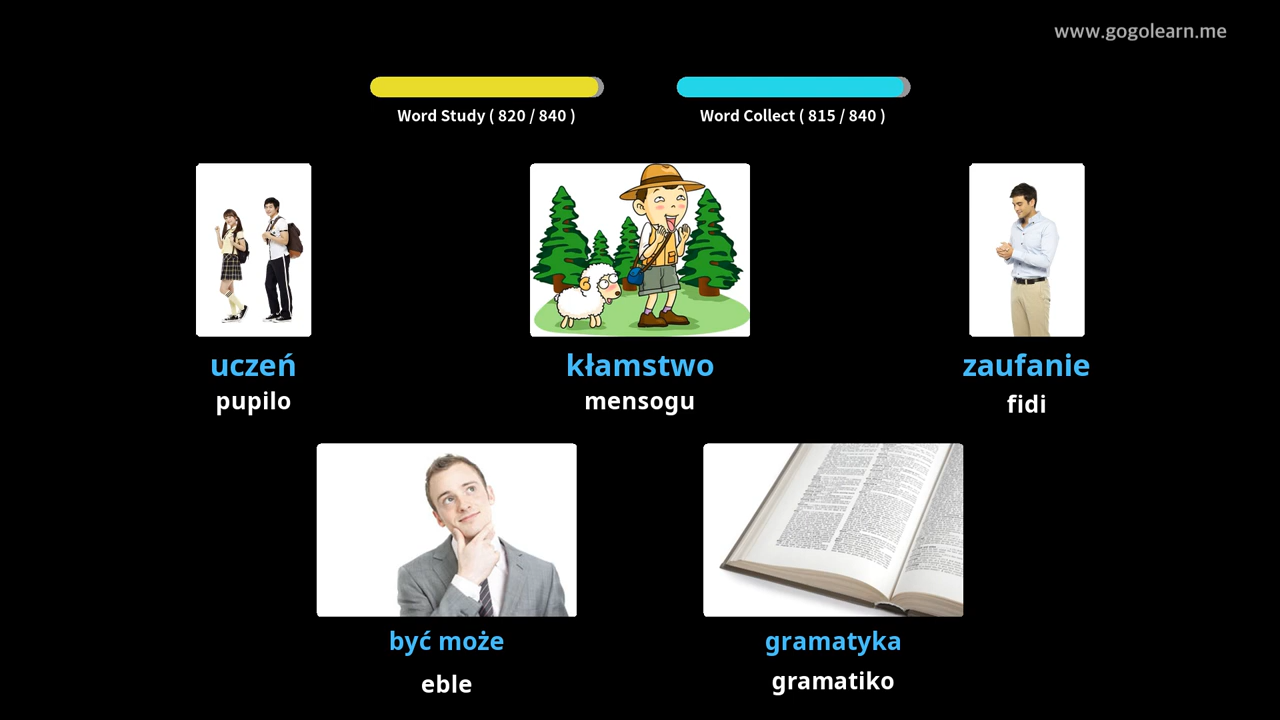 www.gogolearn.me
Word Study ( 820 / 840 )
Word Collect ( 815 / 840 )
uczeń
pupilo
kłamstwo
mensogu
zaufanie
fidi
być może
eble
gramatyka
gramatiko